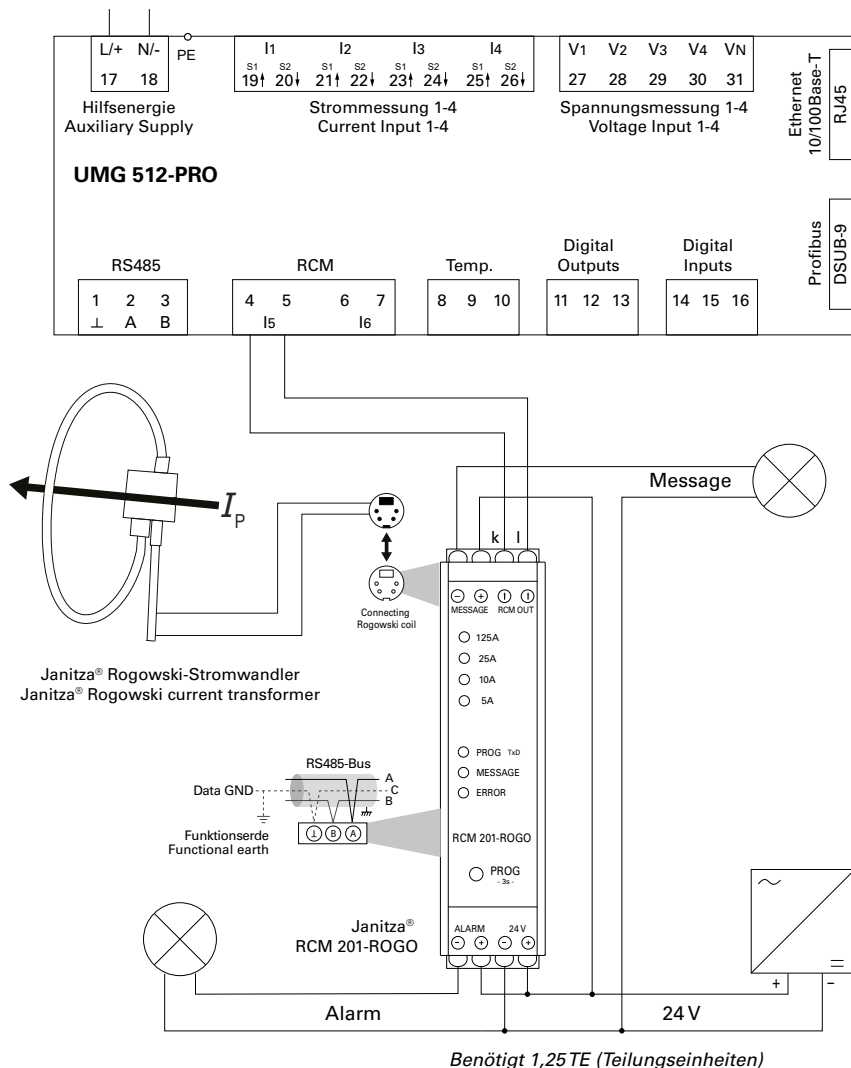 L/+ N/- PE I1 I2 I3 I4 V1 V2 V3 V4 VN
S1 S2 S1 S2 S1 S2 S1 S2
17 18 19 20 21 22 23 24 25 26 27 28 29 30 31
Hilfsenergie
Auxiliary Supply
Strommessung 1-4
Current Input 1-4
Spannungsmessung 1-4
Voltage Input 1-4
Ethernet
10/100Base-T
RJ45
UMG 512-PRO
Profibus
DSUB-9
RS485
RCM
Temp.
Digital
Outputs
Digital
Inputs
1 2 3 4 5 6 7 8 9 10 11 12 13 14 15 16
⊥ A B I5 I6
IP
Message
k l
Connecting
Rogowski coil
- + I I
MESSAGE RCM OUT
125A
25A
10A
5A
Janitza® Rogowski-Stromwandler
Janitza® Rogowski current transformer
PROG TxD
MESSAGE
ERROR
RS485-Bus
A
C
B
Data GND
⊥ B A
Funktionserde
Functional earth
RCM 201-ROGO
PROG
- 3s -
Janitza®
RCM 201-ROGO
ALARM 24 V
- + - +
~ =
+ -
Alarm
24 V
Benötigt 1,25 TE (Teilungseinheiten)